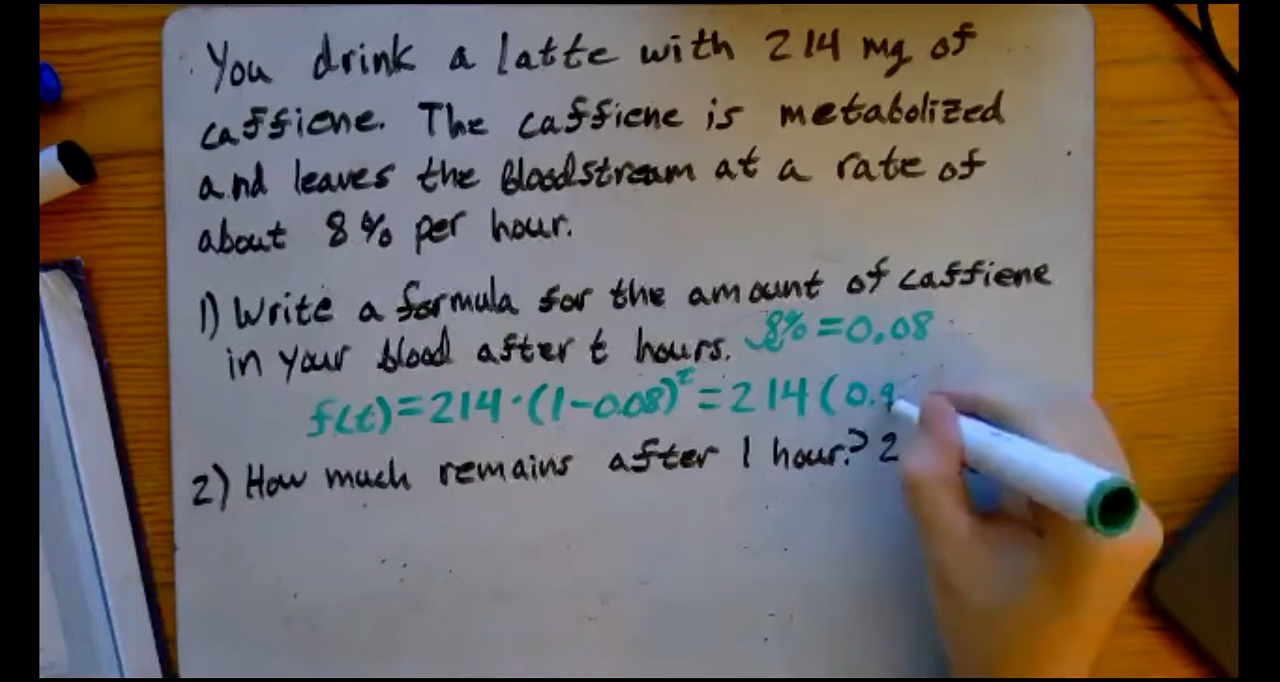 You drink a latte with 214 mg of
caffiene. The caffiene is metabolized
and leaves the Bloodstream at a rate of
about 8% per hour.
1) Write a formula for the amount of caffiene
in your blood after t hours. 8% = 0.08
f(t) = 214 · (1-0.08)^t = 214 (0.9
2) How much remains after 1 hour? 2